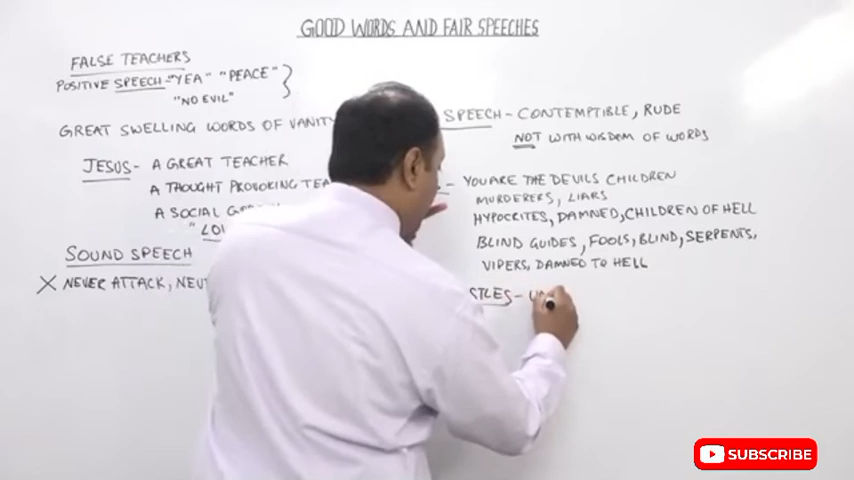 GOOD WORDS AND FAIR SPEECHES
FALSE TEACHERS
POSITIVE SPEECH-"YEA" "PEACE"
"NO EVIL"
GREAT SWELLING WORDS OF VANITY
JESUS- A GREAT TEACHER
A THOUGHT PROVOKING
A SOCIAL
SOUND SPEECH
X NEVER ATTACK,
SPEECH - CONTEMPTIBLE, RUDE
NOT WITH WISDOM OF WORDS
- YOU ARE THE DEVILS CHILDREN
MURDERERS, LIARS
HYPOCRITES, DAMNED, CHILDREN OF HELL
BLIND GUIDES, FOOLS, BLIND, SERPENTS,
VIPERS, DAMNED TO HELL
STLES -
SUBSCRIBE